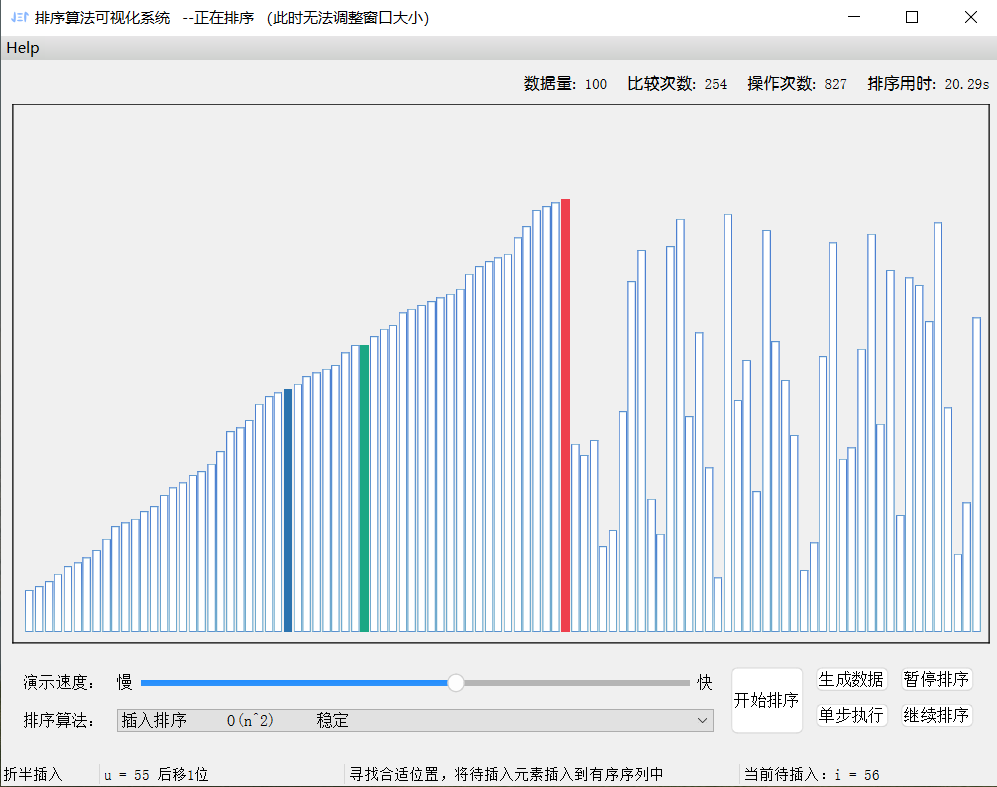 排序算法可视化系统 --正在排序 (此时无法调整窗口大小)
Help
数据量: 100 比较次数: 254 操作次数: 827 排序用时: 20.29s
演示速度: 慢 快
排序算法: 插入排序 O(n^2) 稳定
开始排序
生成数据 暂停排序
单步执行 继续排序
折半插入 u = 55 后移1位 寻找合适位置，将待插入元素插入到有序序列中 当前待插入：i = 56